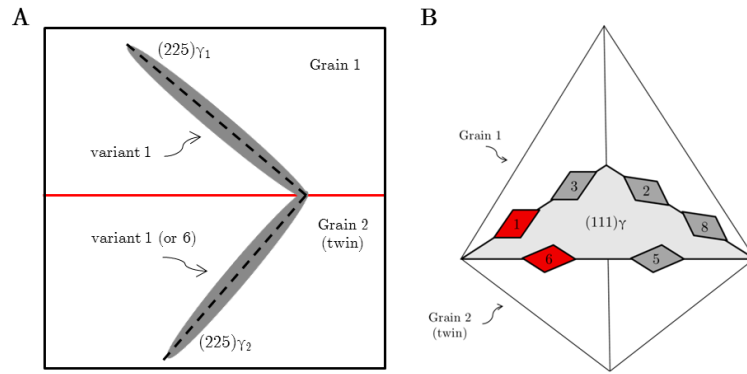 A
(225)γ₁
Grain 1
variant 1
Grain 2
(twin)
variant 1 (or 6)
(225)γ₂
B
Grain 1
3
2
1
(111)γ
8
6
5
Grain 2
(twin)